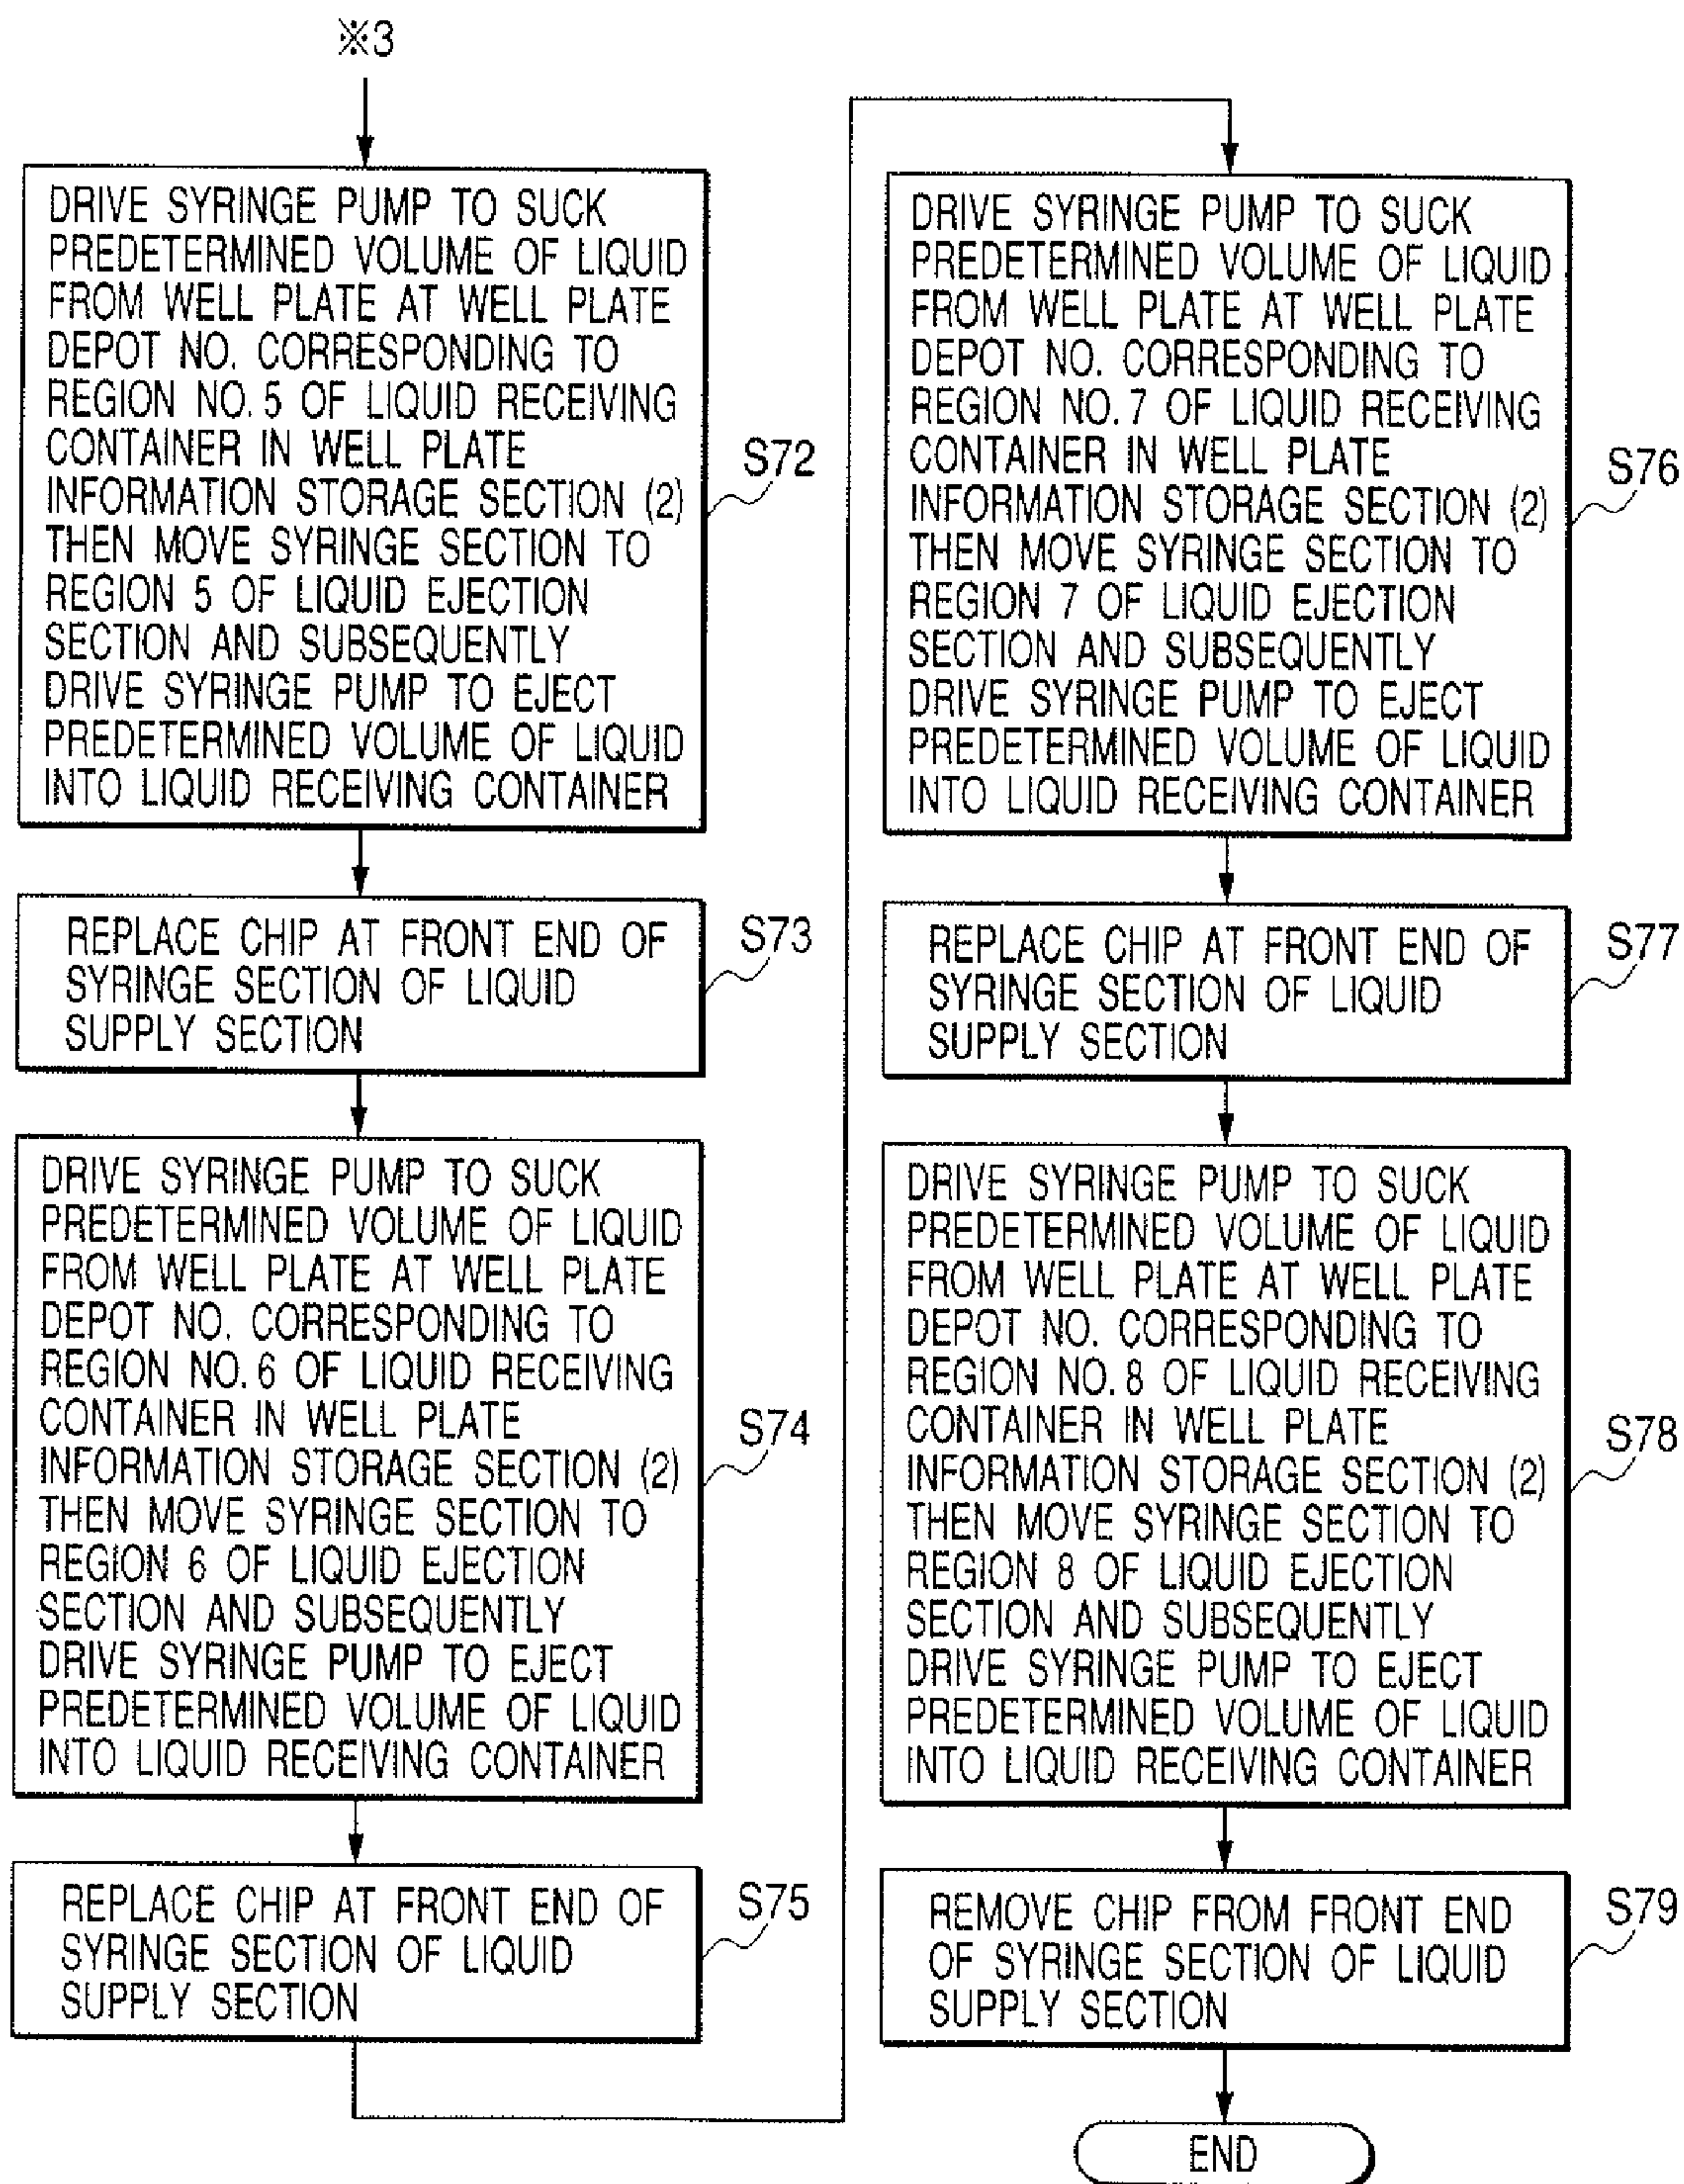 ※3
DRIVE SYRINGE PUMP TO SUCK
PREDETERMINED VOLUME OF LIQUID
FROM WELL PLATE AT WELL PLATE
DEPOT NO. CORRESPONDING TO
REGION NO. 5 OF LIQUID RECEIVING
CONTAINER IN WELL PLATE
INFORMATION STORAGE SECTION (2)
THEN MOVE SYRINGE SECTION TO
REGION 5 OF LIQUID EJECTION
SECTION AND SUBSEQUENTLY
DRIVE SYRINGE PUMP TO EJECT
PREDETERMINED VOLUME OF LIQUID
INTO LIQUID RECEIVING CONTAINER
S72
REPLACE CHIP AT FRONT END OF
SYRINGE SECTION OF LIQUID
SUPPLY SECTION
S73
DRIVE SYRINGE PUMP TO SUCK
PREDETERMINED VOLUME OF LIQUID
FROM WELL PLATE AT WELL PLATE
DEPOT NO. CORRESPONDING TO
REGION NO. 6 OF LIQUID RECEIVING
CONTAINER IN WELL PLATE
INFORMATION STORAGE SECTION (2)
THEN MOVE SYRINGE SECTION TO
REGION 6 OF LIQUID EJECTION
SECTION AND SUBSEQUENTLY
DRIVE SYRINGE PUMP TO EJECT
PREDETERMINED VOLUME OF LIQUID
INTO LIQUID RECEIVING CONTAINER
S74
REPLACE CHIP AT FRONT END OF
SYRINGE SECTION OF LIQUID
SUPPLY SECTION
S75
DRIVE SYRINGE PUMP TO SUCK
PREDETERMINED VOLUME OF LIQUID
FROM WELL PLATE AT WELL PLATE
DEPOT NO. CORRESPONDING TO
REGION NO. 7 OF LIQUID RECEIVING
CONTAINER IN WELL PLATE
INFORMATION STORAGE SECTION (2)
THEN MOVE SYRINGE SECTION TO
REGION 7 OF LIQUID EJECTION
SECTION AND SUBSEQUENTLY
DRIVE SYRINGE PUMP TO EJECT
PREDETERMINED VOLUME OF LIQUID
INTO LIQUID RECEIVING CONTAINER
S76
REPLACE CHIP AT FRONT END OF
SYRINGE SECTION OF LIQUID
SUPPLY SECTION
S77
DRIVE SYRINGE PUMP TO SUCK
PREDETERMINED VOLUME OF LIQUID
FROM WELL PLATE AT WELL PLATE
DEPOT NO. CORRESPONDING TO
REGION NO. 8 OF LIQUID RECEIVING
CONTAINER IN WELL PLATE
INFORMATION STORAGE SECTION (2)
THEN MOVE SYRINGE SECTION TO
REGION 8 OF LIQUID EJECTION
SECTION AND SUBSEQUENTLY
DRIVE SYRINGE PUMP TO EJECT
PREDETERMINED VOLUME OF LIQUID
INTO LIQUID RECEIVING CONTAINER
S78
REMOVE CHIP FROM FRONT END
OF SYRINGE SECTION OF LIQUID
SUPPLY SECTION
S79
END